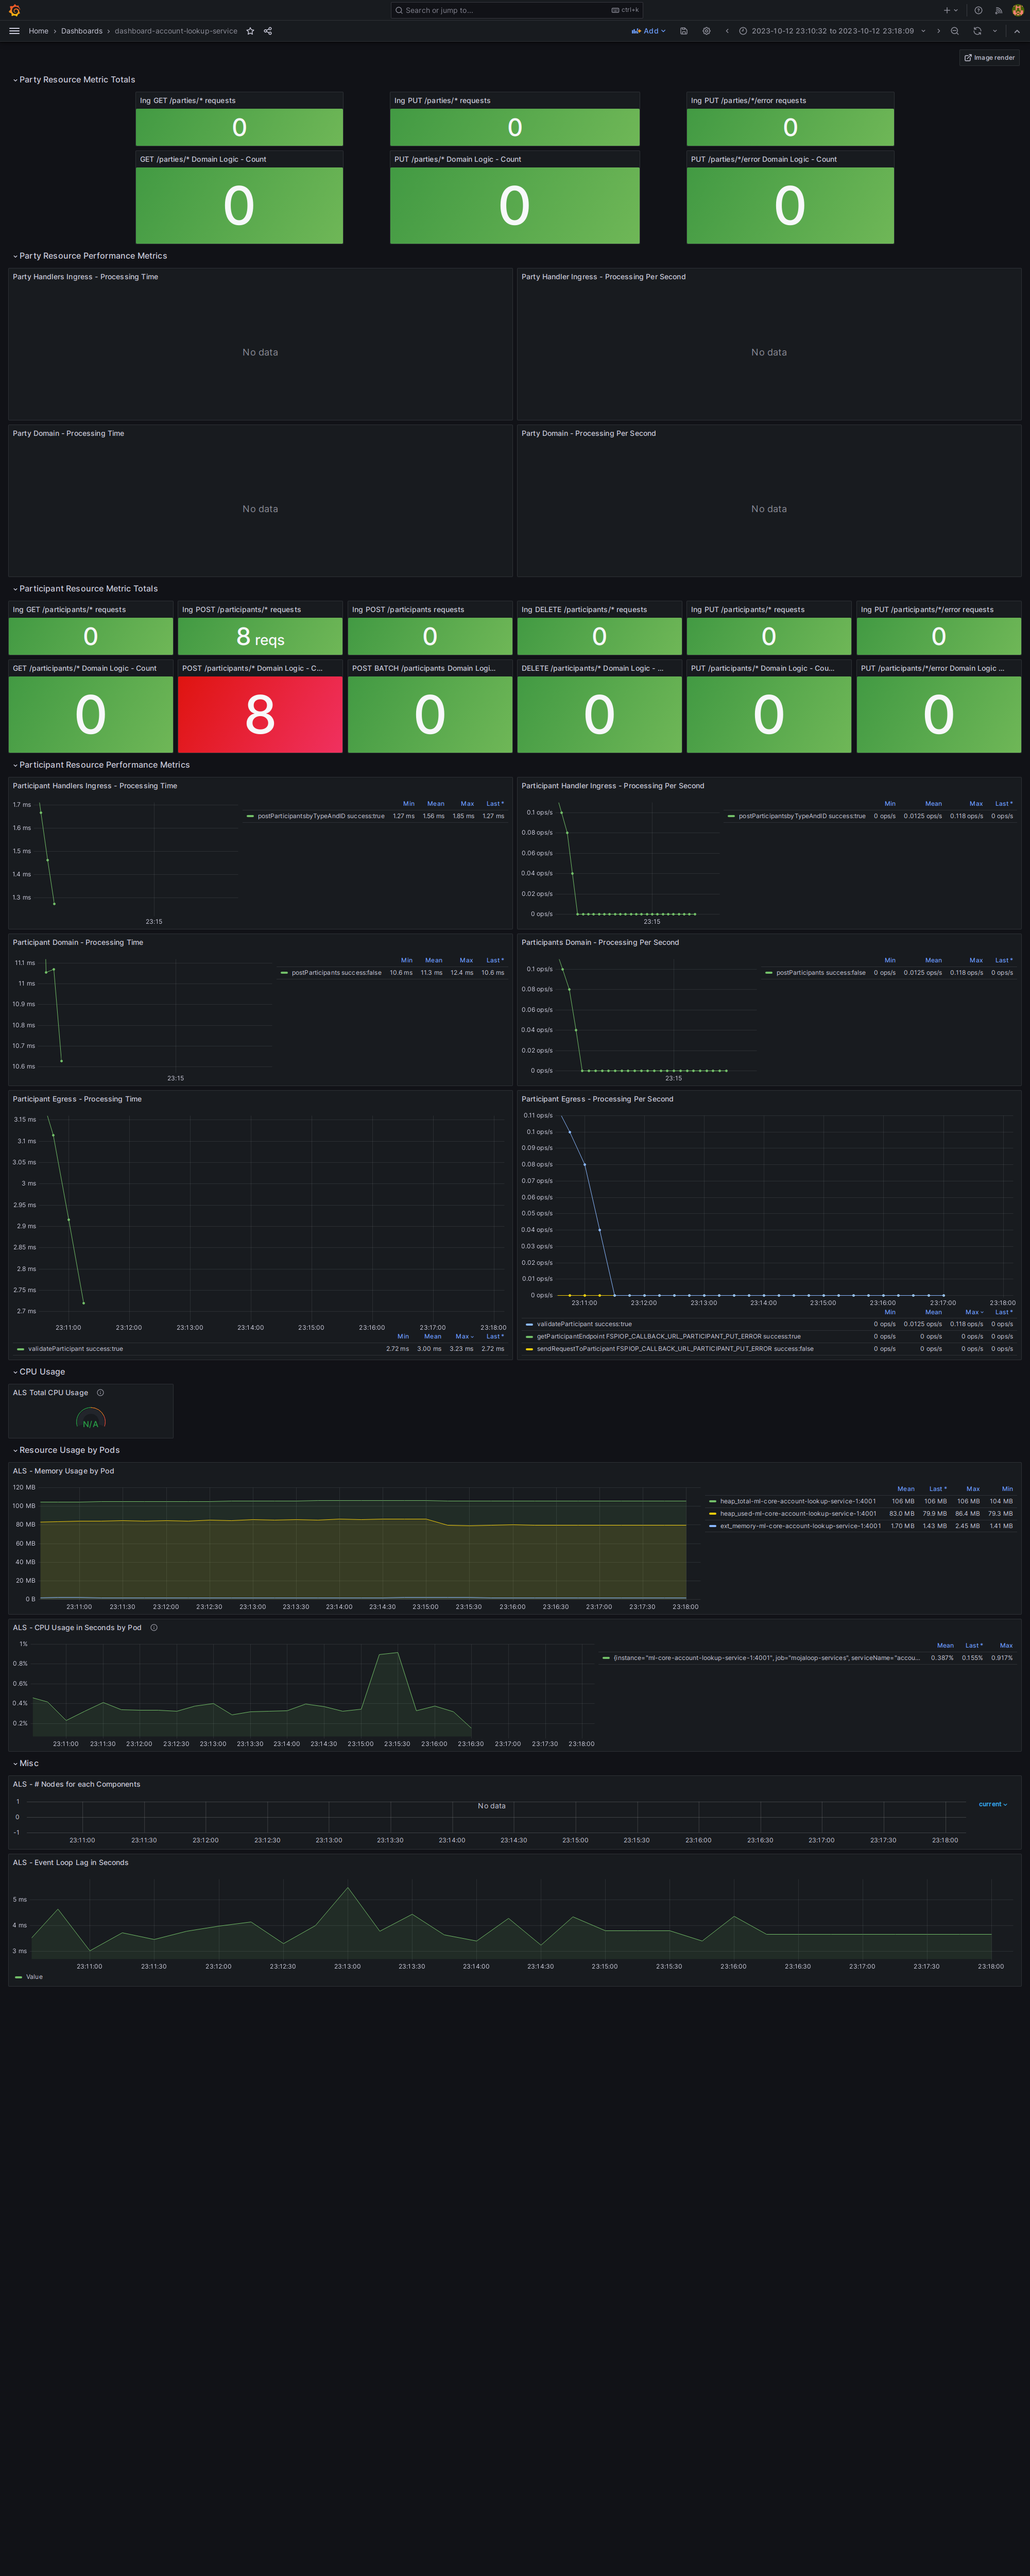 Search or jump to...
ctrl+k
Home > Dashboards > dashboard-account-lookup-service
Add
2023-10-12 23:10:32 to 2023-10-12 23:18:09
Image render
Party Resource Metric Totals
Ing GET /parties/* requests
Ing PUT /parties/* requests
Ing PUT /parties/*/error requests
0
0
0
GET /parties/* Domain Logic - Count
PUT /parties/* Domain Logic - Count
PUT /parties/*/error Domain Logic - Count
0
0
0
Party Resource Performance Metrics
Party Handlers Ingress - Processing Time
Party Handler Ingress - Processing Per Second
No data
No data
Party Domain - Processing Time
Party Domain - Processing Per Second
No data
No data
Participant Resource Metric Totals
Ing GET /participants/* requests
Ing POST /participants/* requests
Ing POST /participants requests
Ing DELETE /participants/* requests
Ing PUT /participants/* requests
Ing PUT /participants/*/error requests
0
8 reqs
0
0
0
0
GET /participants/* Domain Logic - Count
POST /participants/* Domain Logic - C...
POST BATCH /participants Domain Logi...
DELETE /participants/* Domain Logic - ...
PUT /participants/* Domain Logic - Cou...
PUT /participants/*/error Domain Logic ...
0
8
0
0
0
0
Participant Resource Performance Metrics
Participant Handlers Ingress - Processing Time
1.7 ms
1.6 ms
1.5 ms
1.4 ms
1.3 ms
23:15
Min Mean Max Last *
postParticipantsbyTypeAndID success:true 1.27 ms 1.56 ms 1.85 ms 1.27 ms
Participant Handler Ingress - Processing Per Second
0.1 ops/s
0.08 ops/s
0.06 ops/s
0.04 ops/s
0.02 ops/s
0 ops/s
23:15
Min Mean Max Last *
postParticipantsbyTypeAndID success:true 0 ops/s 0.0125 ops/s 0.118 ops/s 0 ops/s
Participant Domain - Processing Time
11.1 ms
11 ms
10.9 ms
10.8 ms
10.7 ms
10.6 ms
23:15
Min Mean Max Last *
postParticipants success:false 10.6 ms 11.3 ms 12.4 ms 10.6 ms
Participants Domain - Processing Per Second
0.1 ops/s
0.08 ops/s
0.06 ops/s
0.04 ops/s
0.02 ops/s
0 ops/s
23:15
Min Mean Max Last *
postParticipants success:false 0 ops/s 0.0125 ops/s 0.118 ops/s 0 ops/s
Participant Egress - Processing Time
3.15 ms
3.1 ms
3.05 ms
3 ms
2.95 ms
2.9 ms
2.85 ms
2.8 ms
2.75 ms
2.7 ms
23:11:00 23:12:00 23:13:00 23:14:00 23:15:00 23:16:00 23:17:00 23:18:00
Min Mean Max Last *
validateParticipant success:true 2.72 ms 3.00 ms 3.23 ms 2.72 ms
Participant Egress - Processing Per Second
0.11 ops/s
0.1 ops/s
0.09 ops/s
0.08 ops/s
0.07 ops/s
0.06 ops/s
0.05 ops/s
0.04 ops/s
0.03 ops/s
0.02 ops/s
0.01 ops/s
0 ops/s
23:11:00 23:12:00 23:13:00 23:14:00 23:15:00 23:16:00 23:17:00 23:18:00
Min Mean Max Last *
validateParticipant success:true 0 ops/s 0.0125 ops/s 0.118 ops/s 0 ops/s
getParticipantEndpoint FSPIOP_CALLBACK_URL_PARTICIPANT_PUT_ERROR success:true 0 ops/s 0 ops/s 0 ops/s 0 ops/s
sendRequestToParticipant FSPIOP_CALLBACK_URL_PARTICIPANT_PUT_ERROR success:false 0 ops/s 0 ops/s 0 ops/s 0 ops/s
CPU Usage
ALS Total CPU Usage
N/A
Resource Usage by Pods
ALS - Memory Usage by Pod
120 MB
100 MB
80 MB
60 MB
40 MB
20 MB
0 B
23:11:00 23:11:30 23:12:00 23:12:30 23:13:00 23:13:30 23:14:00 23:14:30 23:15:00 23:15:30 23:16:00 23:16:30 23:17:00 23:17:30 23:18:00
Mean Last * Max Min
heap_total-ml-core-account-lookup-service-1:4001 106 MB 106 MB 106 MB 104 MB
heap_used-ml-core-account-lookup-service-1:4001 83.0 MB 79.9 MB 86.4 MB 79.3 MB
ext_memory-ml-core-account-lookup-service-1:4001 1.70 MB 1.43 MB 2.45 MB 1.41 MB
ALS - CPU Usage in Seconds by Pod
1%
0.8%
0.6%
0.4%
0.2%
23:11:00 23:11:30 23:12:00 23:12:30 23:13:00 23:13:30 23:14:00 23:14:30 23:15:00 23:15:30 23:16:00 23:16:30 23:17:00 23:17:30 23:18:00
Mean Last * Max
{instance="ml-core-account-lookup-service-1:4001", job="mojaloop-services", serviceName="accou... 0.387% 0.155% 0.917%
Misc
ALS - # Nodes for each Components
1
0
-1
No data
current
23:11:00 23:11:30 23:12:00 23:12:30 23:13:00 23:13:30 23:14:00 23:14:30 23:15:00 23:15:30 23:16:00 23:16:30 23:17:00 23:17:30 23:18:00
ALS - Event Loop Lag in Seconds
5 ms
4 ms
3 ms
23:11:00 23:11:30 23:12:00 23:12:30 23:13:00 23:13:30 23:14:00 23:14:30 23:15:00 23:15:30 23:16:00 23:16:30 23:17:00 23:17:30 23:18:00
Value